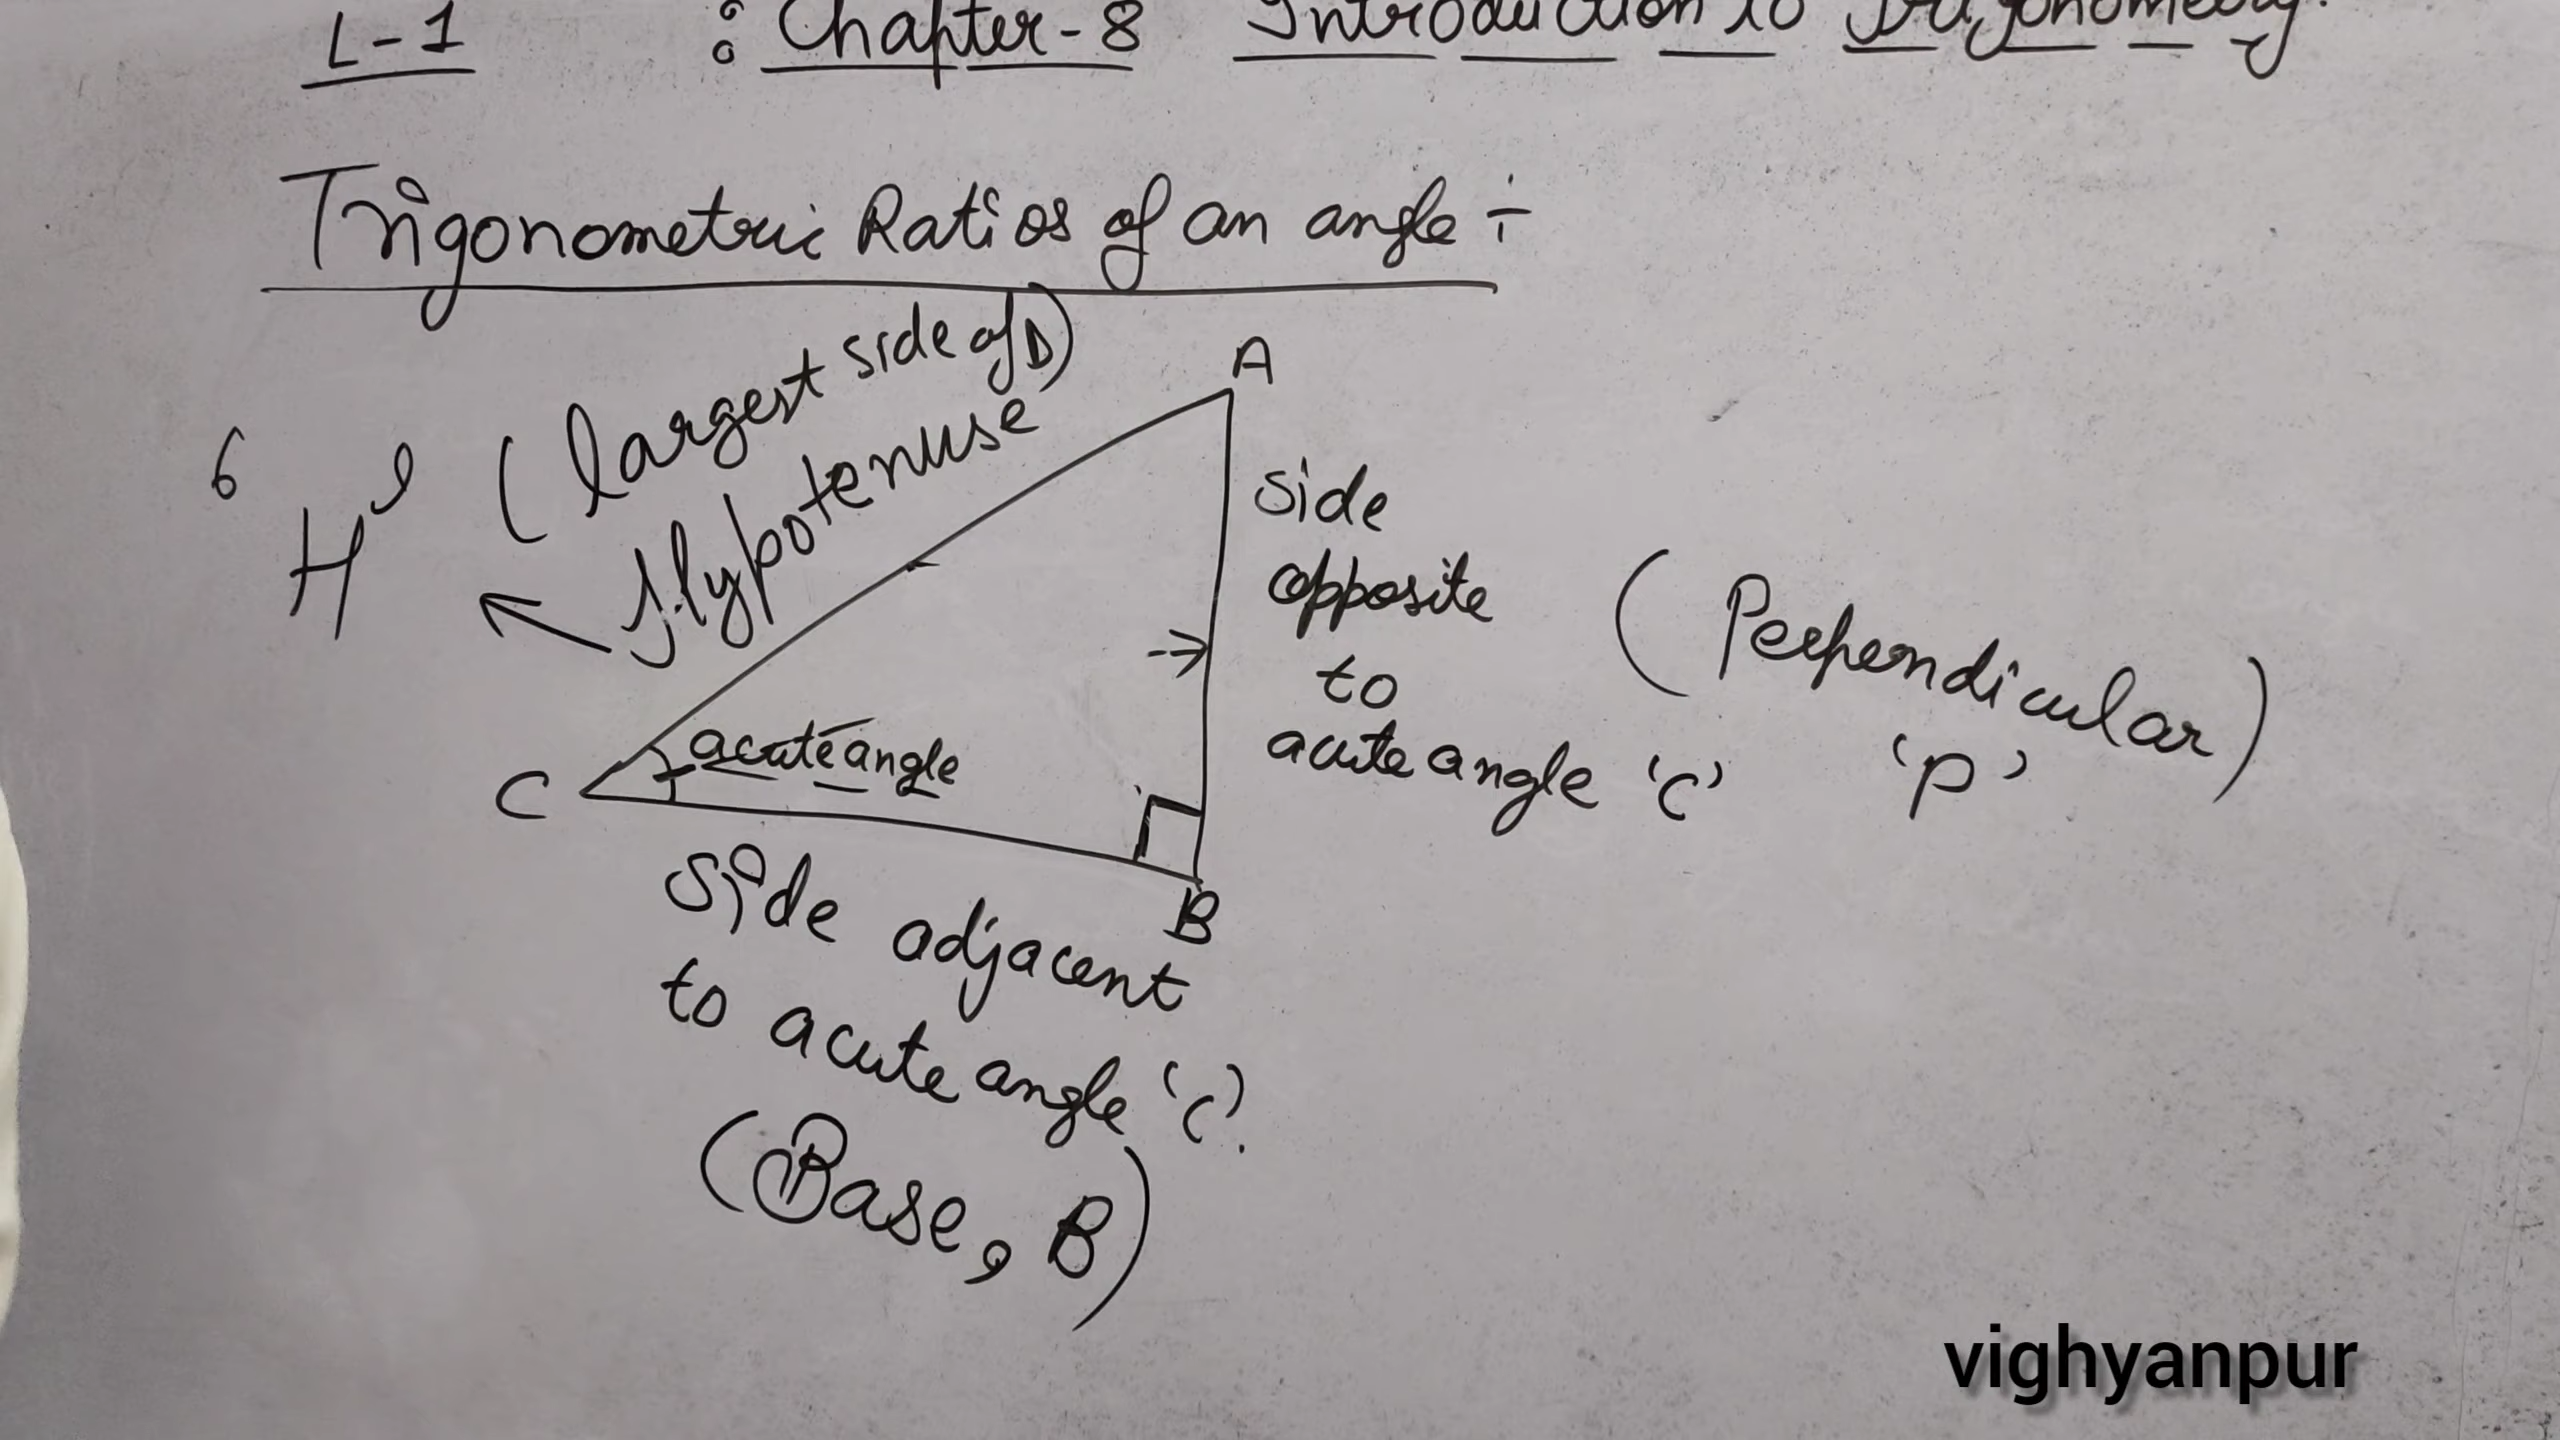 L-1 : Chapter-8 Introduction to Trigonometry.
Trigonometric Ratios of an angle ÷
(largest side of Δ)
Hypotenuse
'H'
A
side
opposite
to
acute angle 'C'
(Perpendicular)
'P'
acute angle
C
B
Side adjacent
to acute angle 'C'.
(Base, B)
vighyanpur